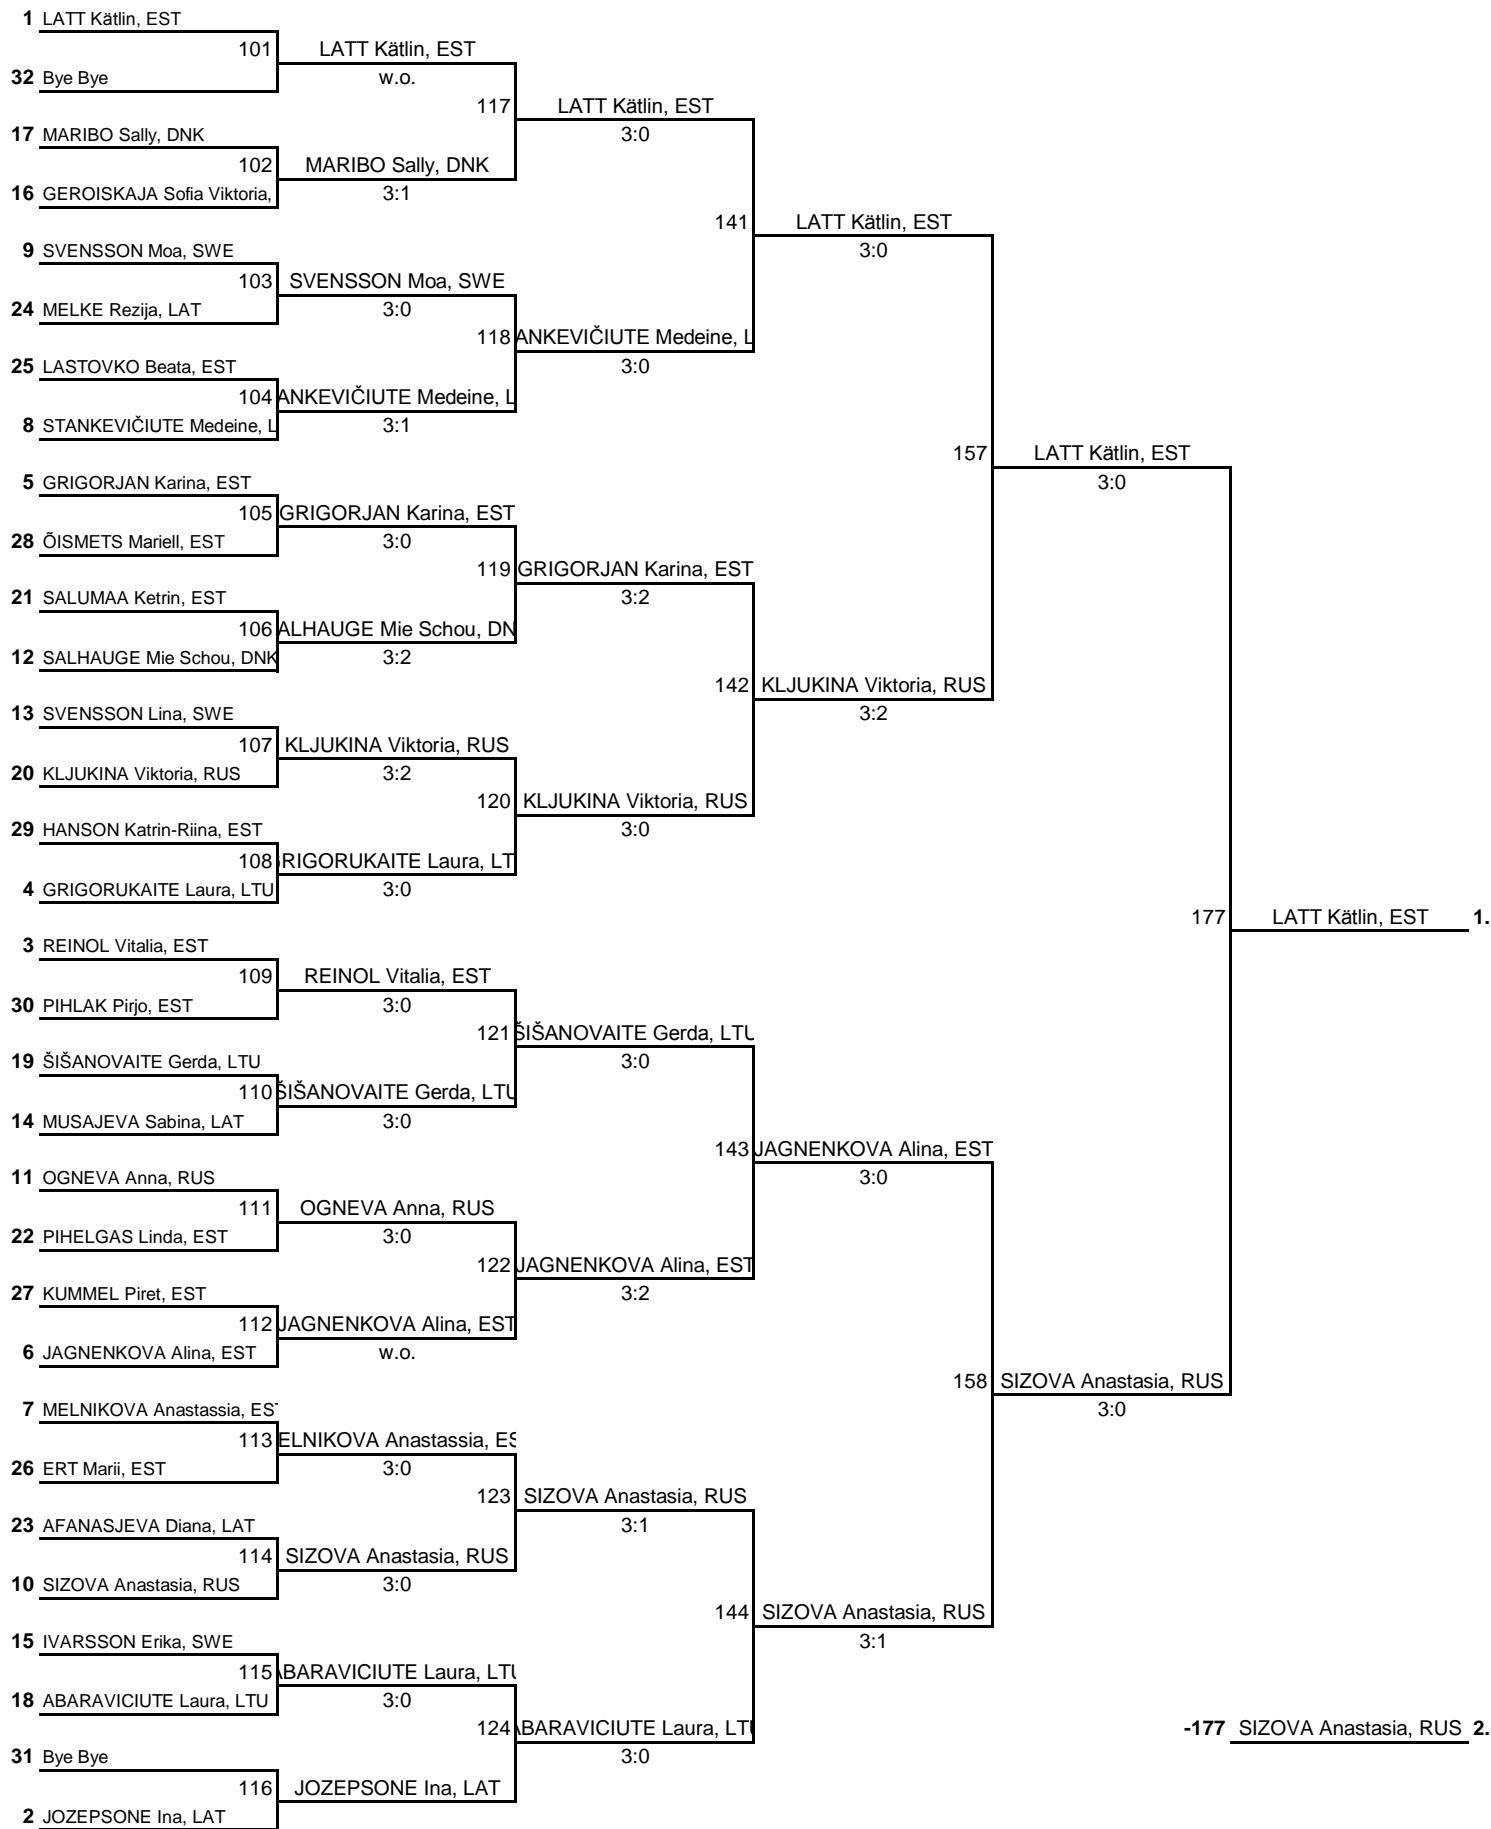 1 LATT Kätlin, EST
101 LATT Kätlin, EST
32 Bye Bye
w.o.
117 LATT Kätlin, EST
17 MARIBO Sally, DNK
3:0
102 MARIBO Sally, DNK
16 GEROISKAJA Sofia Viktoria,
3:1
141 LATT Kätlin, EST
9 SVENSSON Moa, SWE
3:0
103 SVENSSON Moa, SWE
24 MELKE Rezija, LAT
3:0
118 ANKEVIČIUTE Medeine, L
25 LASTOVKO Beata, EST
3:0
104 ANKEVIČIUTE Medeine, L
8 STANKEVIČIUTE Medeine, L
3:1
157 LATT Kätlin, EST
5 GRIGORJAN Karina, EST
3:0
105 GRIGORJAN Karina, EST
28 ÕISMETS Mariell, EST
3:0
119 GRIGORJAN Karina, EST
21 SALUMAA Ketrin, EST
3:2
106 ALHAUGE Mie Schou, DN
12 SALHAUGE Mie Schou, DNK
3:2
142 KLJUKINA Viktoria, RUS
13 SVENSSON Lina, SWE
3:2
107 KLJUKINA Viktoria, RUS
20 KLJUKINA Viktoria, RUS
3:2
120 KLJUKINA Viktoria, RUS
29 HANSON Katrin-Riina, EST
3:0
108 GRIGORUKAITE Laura, LT
4 GRIGORUKAITE Laura, LTU
3:0
177 LATT Kätlin, EST 1.
3 REINOL Vitalia, EST
109 REINOL Vitalia, EST
30 PIHLAK Pirjo, EST
3:0
121 ŠIŠANOVAITE Gerda, LTU
19 ŠIŠANOVAITE Gerda, LTU
3:0
110 ŠIŠANOVAITE Gerda, LTU
14 MUSAJEVA Sabina, LAT
3:0
143 JAGNENKOVA Alina, EST
11 OGNEVA Anna, RUS
3:0
111 OGNEVA Anna, RUS
22 PIHELGAS Linda, EST
3:0
122 JAGNENKOVA Alina, EST
27 KUMMEL Piret, EST
3:2
112 JAGNENKOVA Alina, EST
6 JAGNENKOVA Alina, EST
w.o.
158 SIZOVA Anastasia, RUS
7 MELNIKOVA Anastassia, EST
3:0
113 ELNIKOVA Anastassia, ES
26 ERT Marii, EST
3:0
123 SIZOVA Anastasia, RUS
23 AFANASJEVA Diana, LAT
3:1
114 SIZOVA Anastasia, RUS
10 SIZOVA Anastasia, RUS
3:0
144 SIZOVA Anastasia, RUS
15 IVARSSON Erika, SWE
3:1
115 ABARAVICIUTE Laura, LTU
18 ABARAVICIUTE Laura, LTU
3:0
124 ABARAVICIUTE Laura, LTU
-177 SIZOVA Anastasia, RUS 2.
31 Bye Bye
3:0
116 JOZEPSONE Ina, LAT
2 JOZEPSONE Ina, LAT